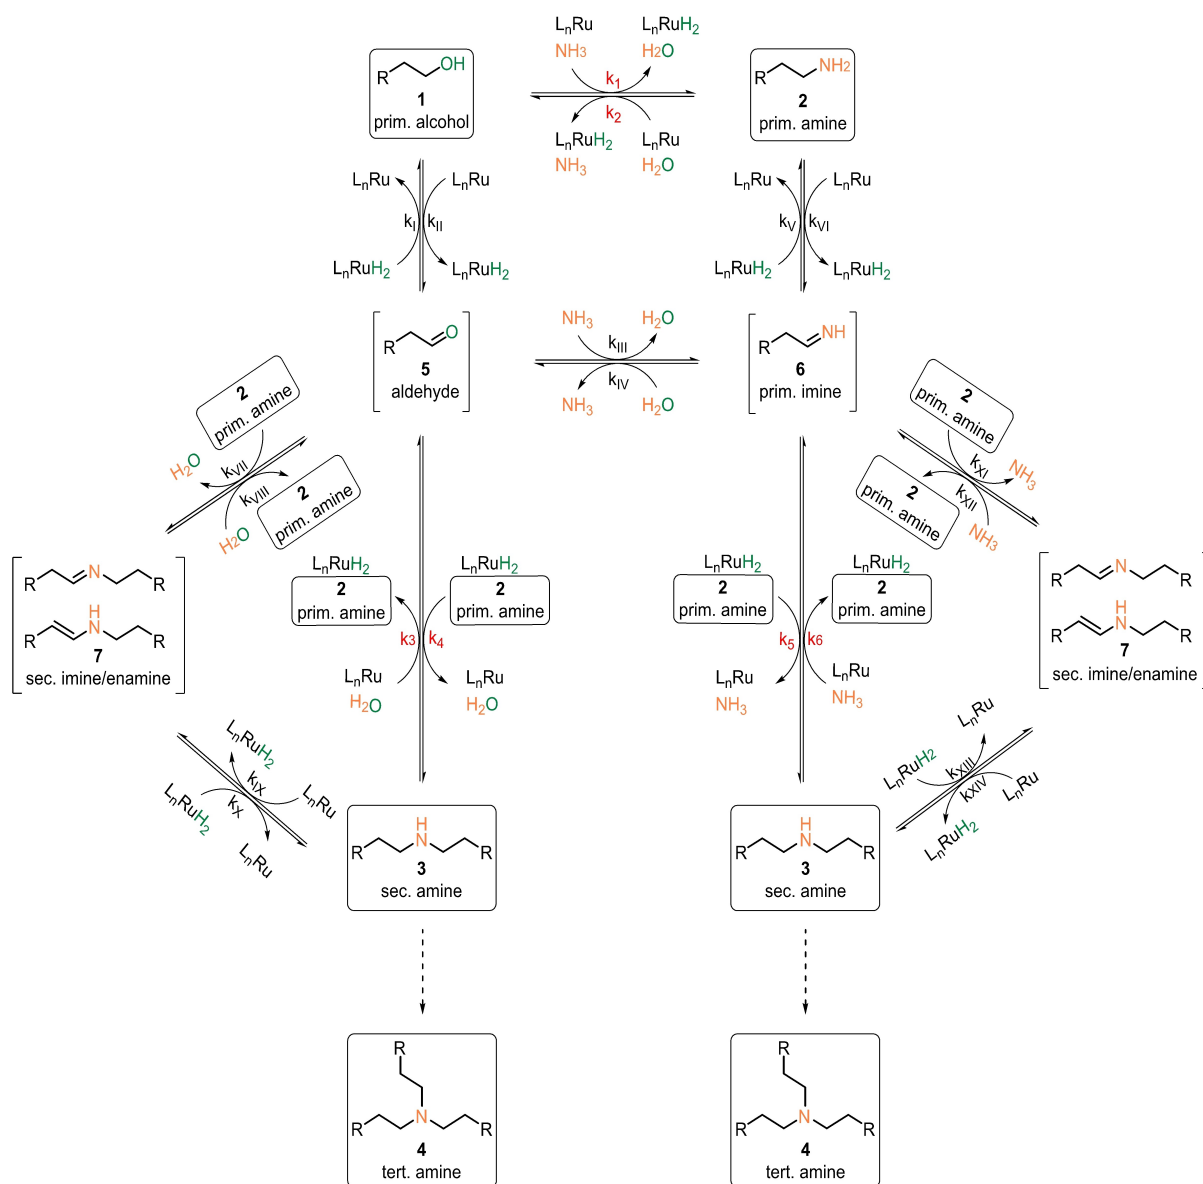 LnRu
LnRuH2
NH3
H2O
R
OH
1
prim. alcohol
k1
k2
R
NH2
2
prim. amine
LnRuH2
LnRu
NH3
H2O
LnRu
LnRu
kI
kII
LnRuH2
LnRuH2
LnRu
LnRu
kV
kVI
LnRuH2
LnRuH2
R
O
5
aldehyde
NH3
H2O
kIII
kIV
NH3
H2O
R
NH
6
prim. imine
2
prim. amine
H2O
kVII
kVIII
2
prim. amine
H2O
2
prim. amine
kXI
NH3
2
prim. amine
kXII
NH3
R
N
R
H
R
N
R
7
sec. imine/enamine
LnRuH2
2
prim. amine
LnRuH2
2
prim. amine
k3
k4
LnRu
H2O
LnRu
H2O
LnRuH2
2
prim. amine
LnRuH2
2
prim. amine
k5
k6
LnRu
NH3
LnRu
NH3
R
N
R
H
R
N
R
7
sec. imine/enamine
LnRuH2
kIX
LnRuH2
kX
LnRu
LnRu
LnRu
LnRuH2
kXIII
kXIV
LnRu
LnRuH2
H
R
N
R
3
sec. amine
H
R
N
R
3
sec. amine
R
R
N
R
4
tert. amine
R
R
N
R
4
tert. amine